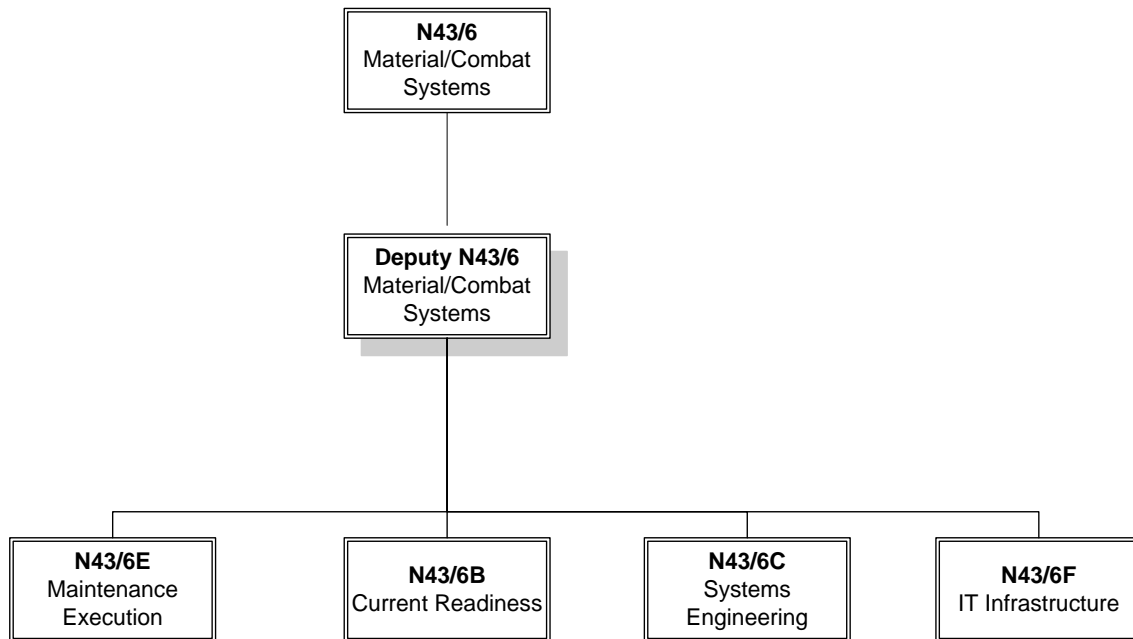 N43/6
Material/Combat
Systems
Deputy N43/6
Material/Combat
Systems
N43/6E
Maintenance
Execution
N43/6B
Current Readiness
N43/6C
Systems
Engineering
N43/6F
IT Infrastructure